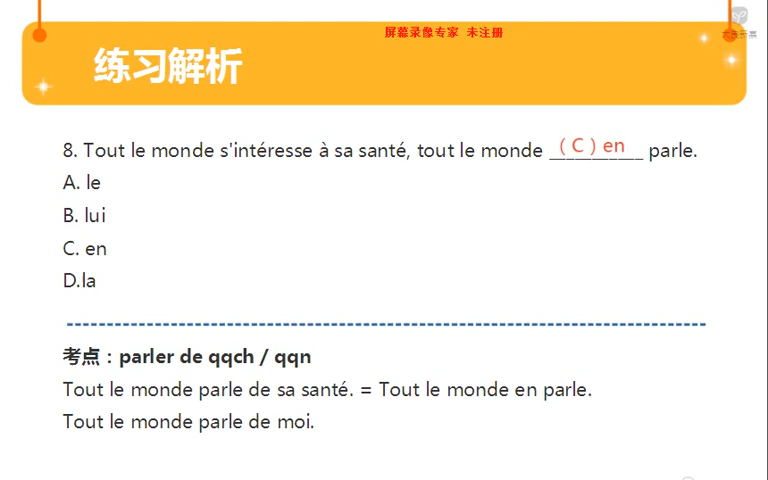 屏幕录像专家 未注册
练习解析
8. Tout le monde s'intéresse à sa santé, tout le monde ___(C) en___ parle.
A. le
B. lui
C. en
D.la
考点：parler de qqch / qqn
Tout le monde parle de sa santé. = Tout le monde en parle.
Tout le monde parle de moi.